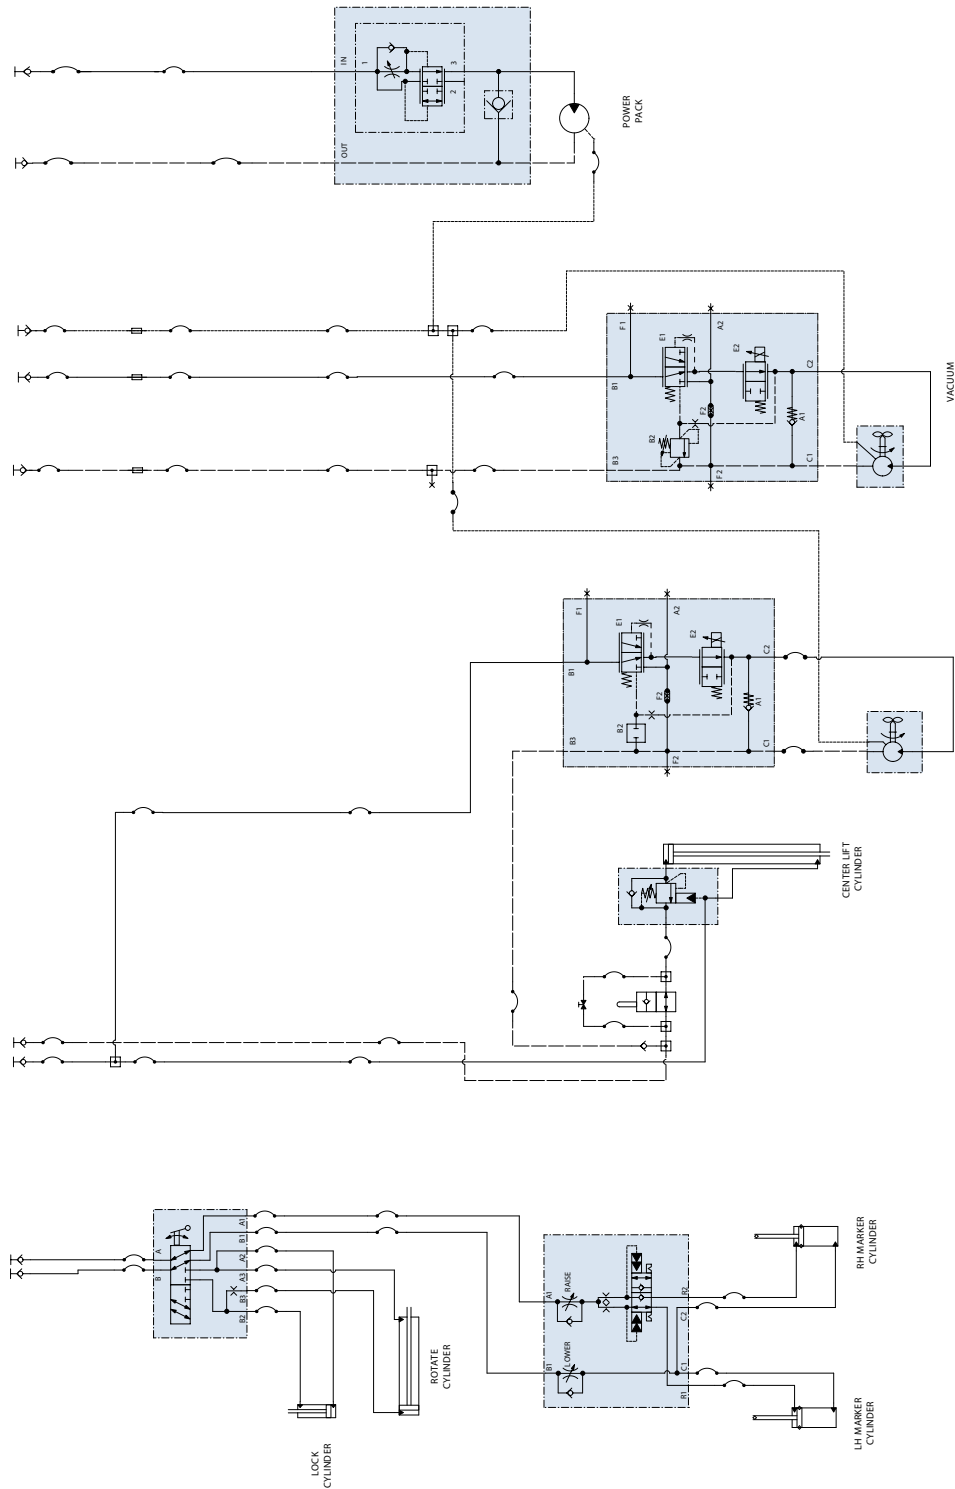 IN
1
3
2
OUT
POWER
PACK
F1
A2
E1
E2
B1
C2
F2
B2
A1
B3
C1
F2
VACUUM
F1
A2
E1
E2
B1
C2
F2
B2
A1
B3
C1
F2
CENTER LIFT
CYLINDER
A
B
A1
B1
A2
A3
B3
B2
ROTATE
CYLINDER
LOCK
CYLINDER
A1
RAISE
B1
LOWER
R2
C2
C1
R1
RH MARKER
CYLINDER
LH MARKER
CYLINDER